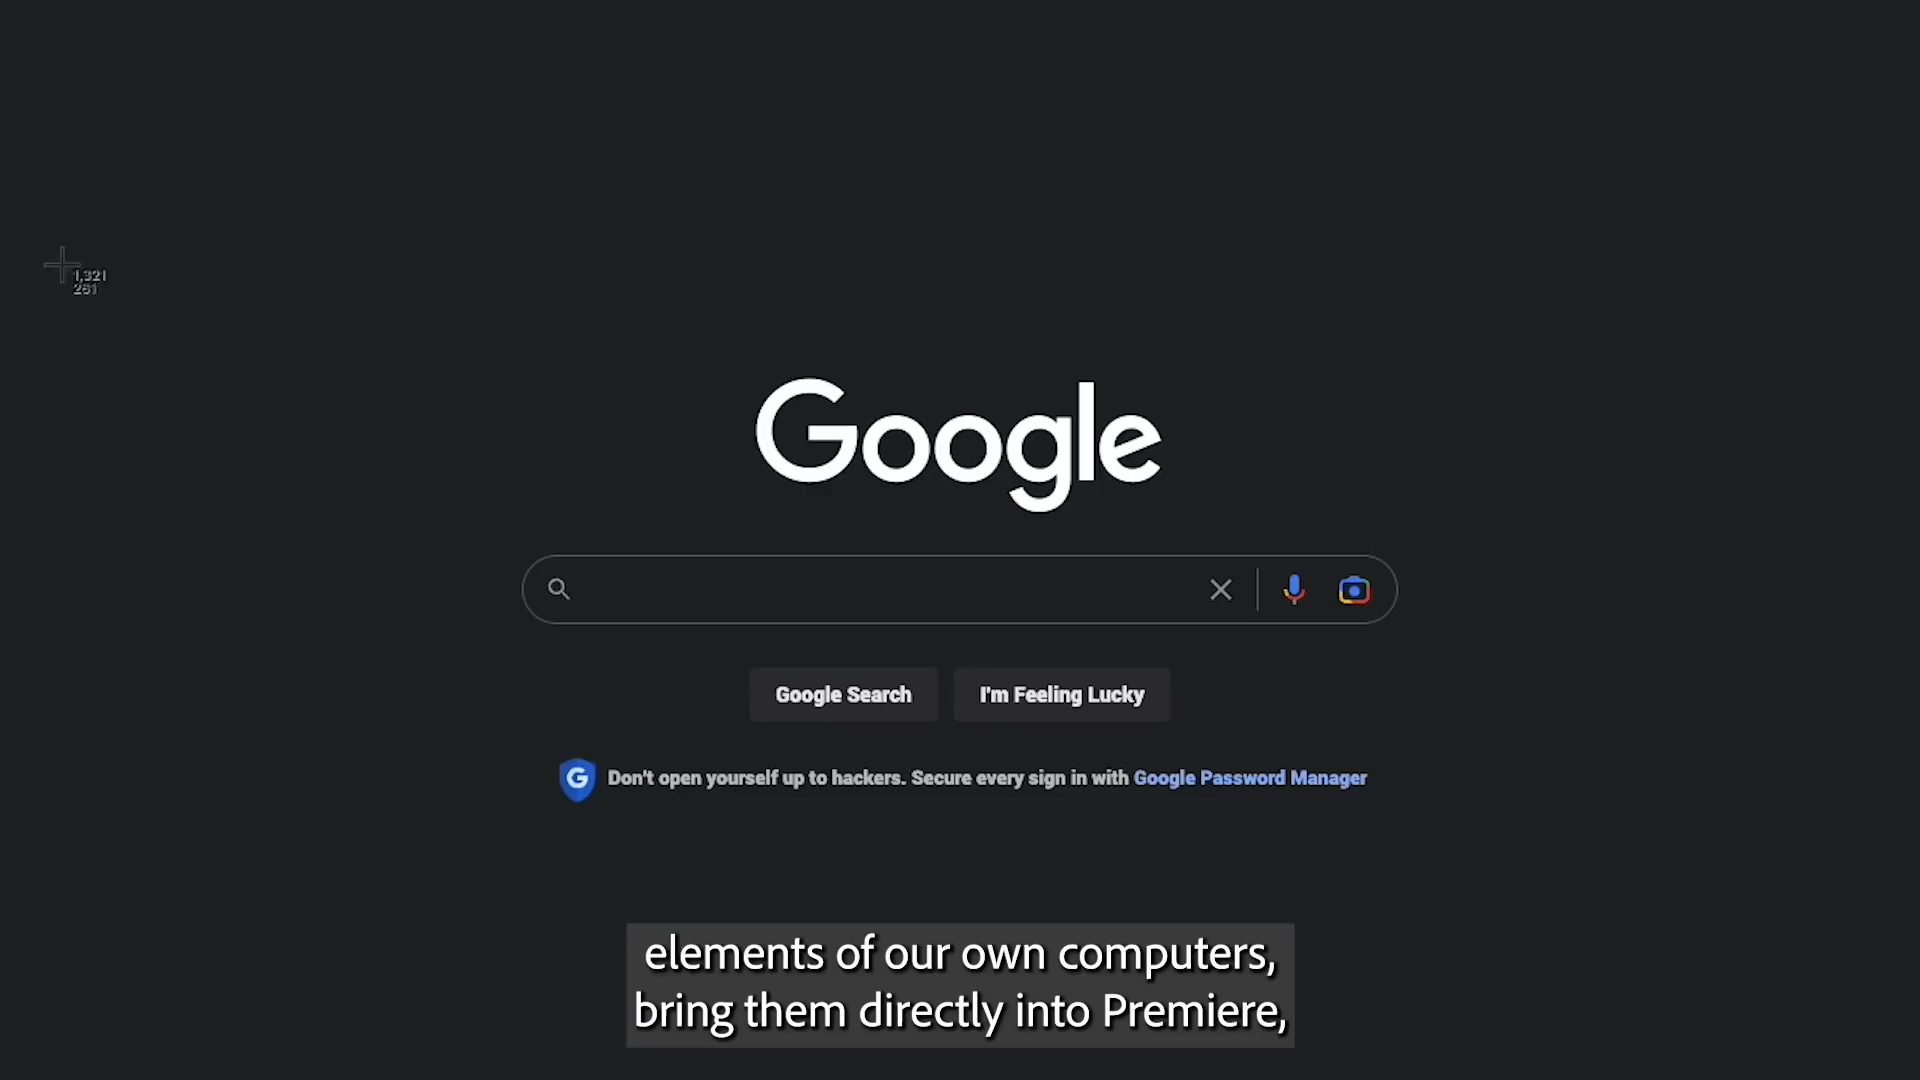 1,321
261
Google
Google Search
I'm Feeling Lucky
G Don't open yourself up to hackers. Secure every sign in with Google Password Manager
elements of our own computers,
bring them directly into Premiere,